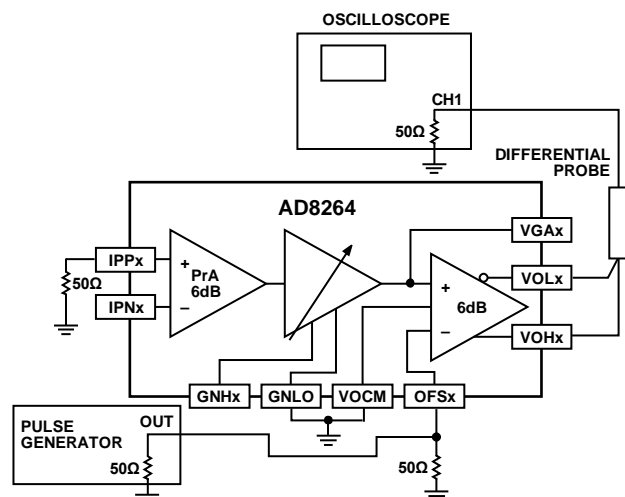 OSCILLOSCOPE
CH1
50Ω
DIFFERENTIAL
PROBE
AD8264
VGAx
IPPx
+
PrA
6dB
–
50Ω
IPNx
+
6dB
–
VOLx
VOHx
GNHx
GNLO
VOCM
OFSx
PULSE
GENERATOR
OUT
50Ω
50Ω